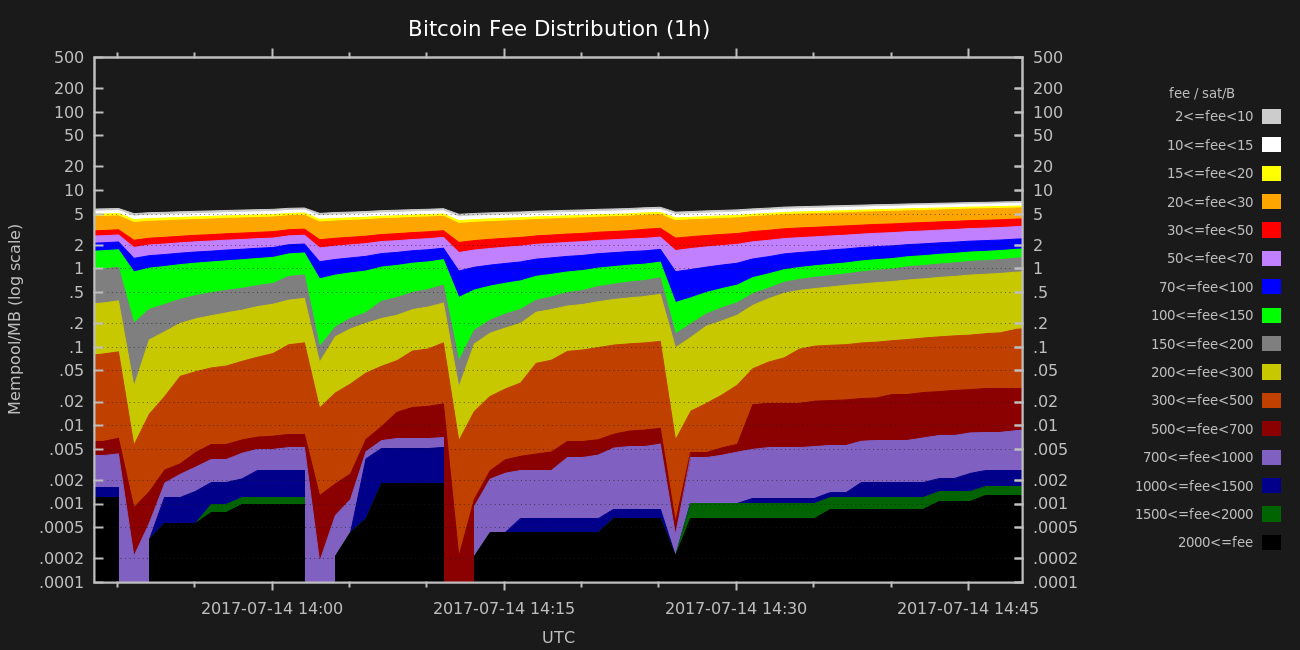 Bitcoin Fee Distribution (1h)
500
200
100
50
20
10
5
2
1
.5
.2
.1
.05
.02
.01
.005
.002
.001
.0005
.0002
.0001
Mempool/MB (log scale)
500
200
100
50
20
10
5
2
1
.5
.2
.1
.05
.02
.01
.005
.002
.001
.0005
.0002
.0001
2017-07-14 14:00
2017-07-14 14:15
2017-07-14 14:30
2017-07-14 14:45
UTC
fee / sat/B
2<=fee<10
10<=fee<15
15<=fee<20
20<=fee<30
30<=fee<50
50<=fee<70
70<=fee<100
100<=fee<150
150<=fee<200
200<=fee<300
300<=fee<500
500<=fee<700
700<=fee<1000
1000<=fee<1500
1500<=fee<2000
2000<=fee